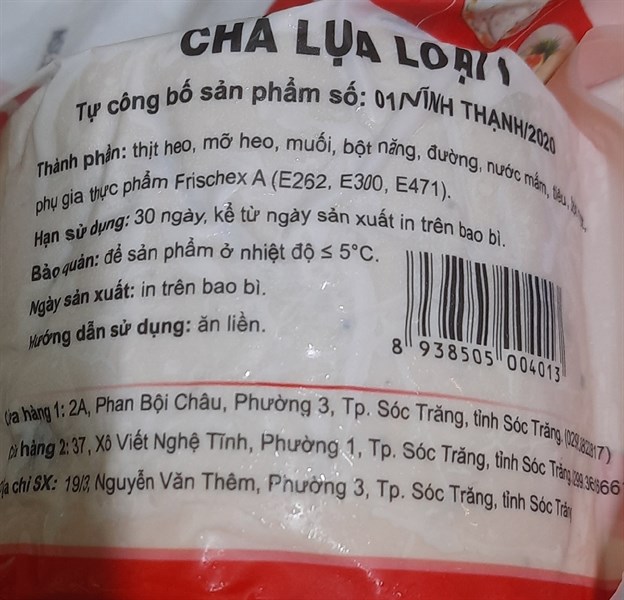 CHẢ LỤA LOẠI 1
Tự công bố sản phẩm số: 01/VĨNH THẠNH/2020
Thành phần: thịt heo, mỡ heo, muối, bột năng, đường, nước mắm, tiêu,
phụ gia thực phẩm Frischex A (E262, E300, E471).
Hạn sử dụng: 30 ngày, kể từ ngày sản xuất in trên bao bì.
Bảo quản: để sản phẩm ở nhiệt độ ≤ 5°C.
Ngày sản xuất: in trên bao bì.
Hướng dẫn sử dụng: ăn liền.
8 938505 004013
Cửa hàng 1: 2A, Phan Bội Châu, Phường 3, Tp. Sóc Trăng, tỉnh Sóc Trăng.
Cửa hàng 2: 37, Xô Viết Nghệ Tĩnh, Phường 1, Tp. Sóc Trăng, tỉnh Sóc Trăng
Địa chỉ SX: 19/3, Nguyễn Văn Thêm, Phường 3, Tp. Sóc Trăng, tỉnh Sóc Trăng